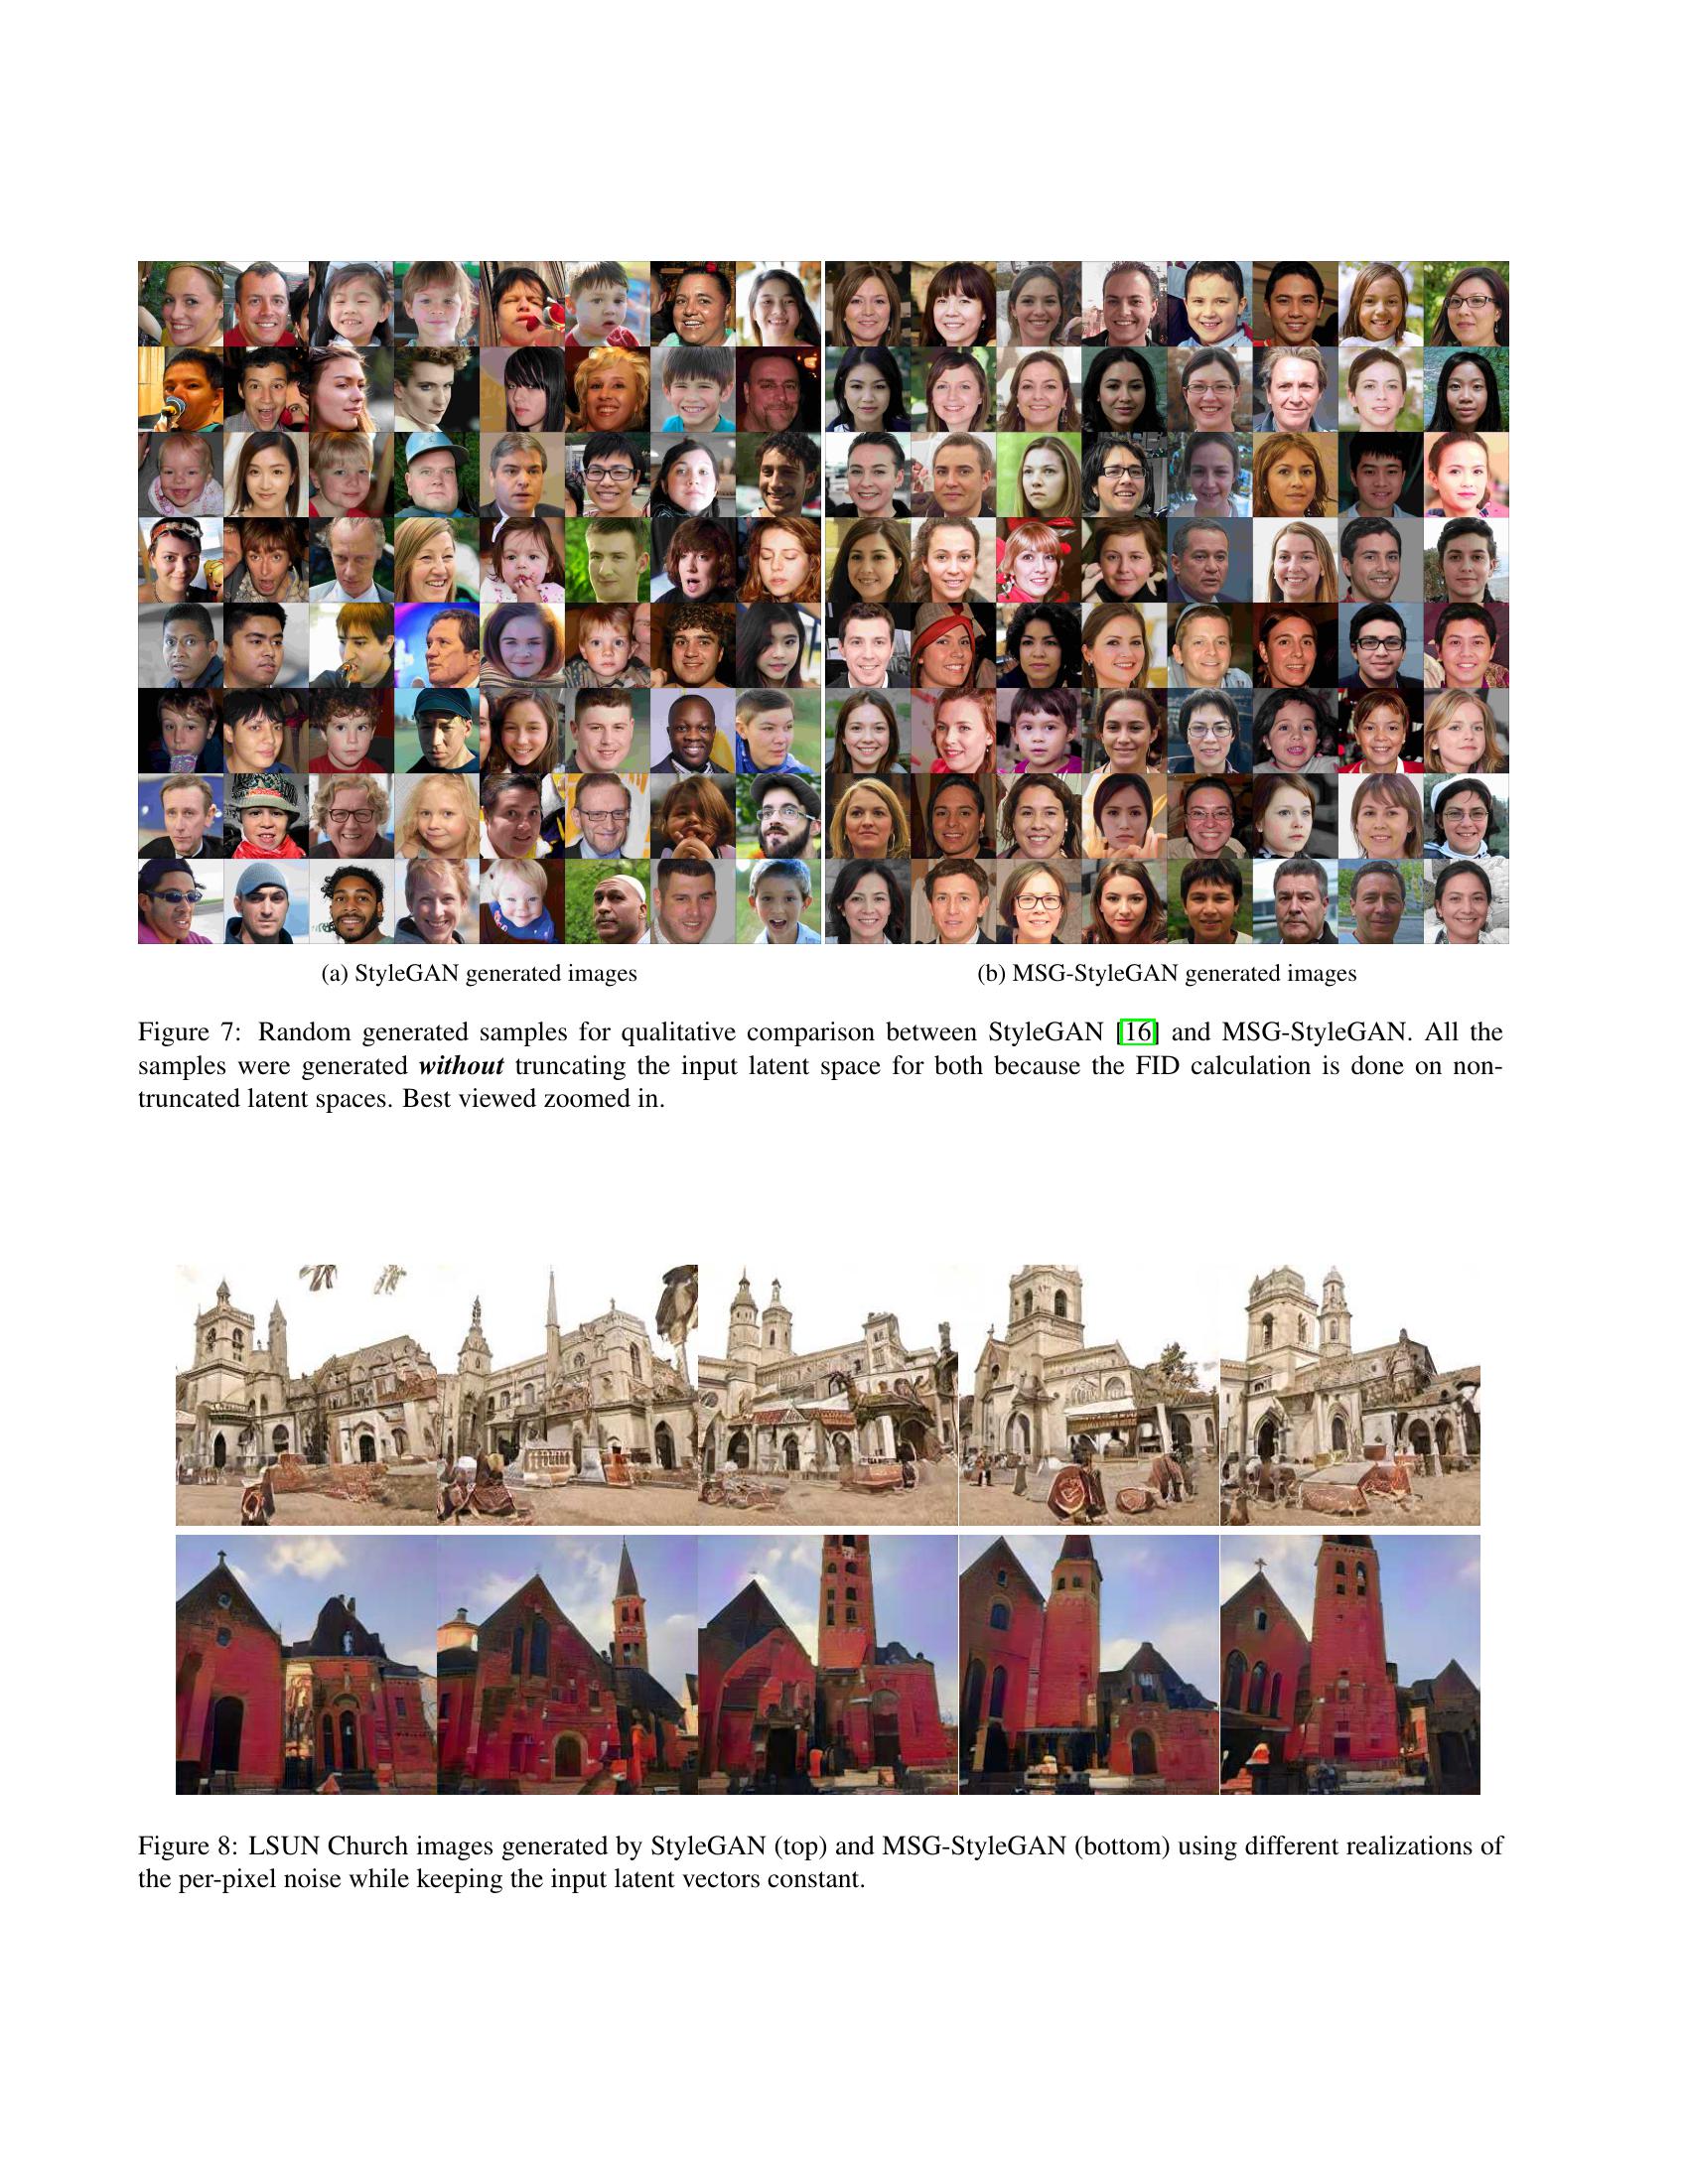 (a) StyleGAN generated images
(b) MSG-StyleGAN generated images
Figure 7: Random generated samples for qualitative comparison between StyleGAN [16] and MSG-StyleGAN. All the
samples were generated without truncating the input latent space for both because the FID calculation is done on non-
truncated latent spaces. Best viewed zoomed in.
Figure 8: LSUN Church images generated by StyleGAN (top) and MSG-StyleGAN (bottom) using different realizations of
the per-pixel noise while keeping the input latent vectors constant.